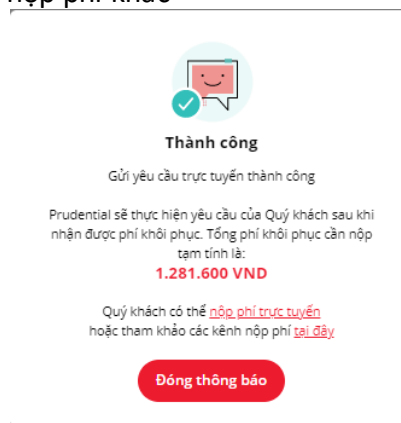 nộp phí khác
Thành công
Gửi yêu cầu trực tuyến thành công
Prudential sẽ thực hiện yêu cầu của Quý khách sau khi
nhận được phí khôi phục. Tổng phí khôi phục cần nộp
tạm tính là:
1.281.600 VND
Quý khách có thể nộp phí trực tuyến
hoặc tham khảo các kênh nộp phí tại đây
Đóng thông báo